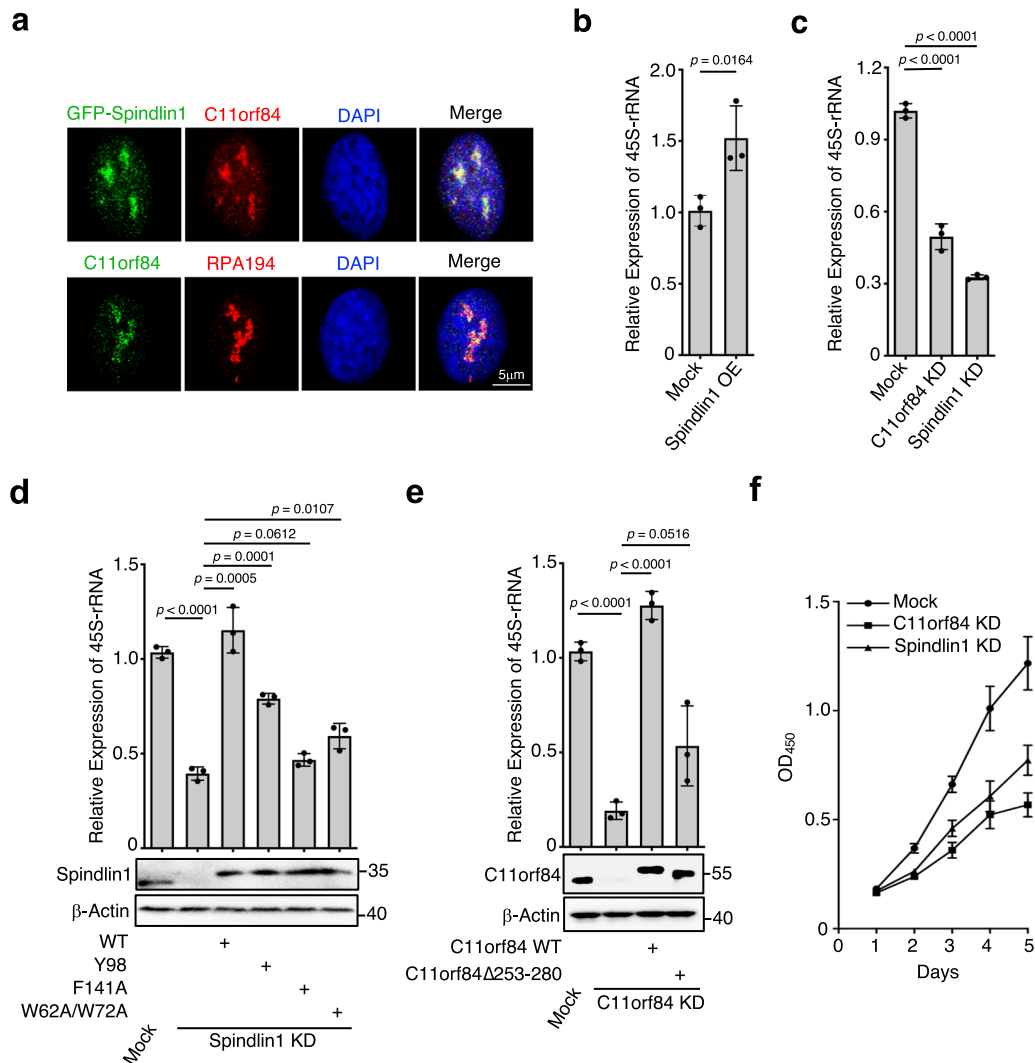 a
GFP-Spindlin1 C11orf84 DAPI Merge
C11orf84 RPA194 DAPI Merge
5μm
b
p = 0.0164
2.0
1.5
1.0
0.5
0
Relative Expression of 45S-rRNA
Mock
Spindlin1 OE
c
p < 0.0001
p < 0.0001
1.2
0.9
0.6
0.3
0
Relative Expression of 45S-rRNA
Mock
C11orf84 KD
Spindlin1 KD
d
p = 0.0107
p = 0.0612
p = 0.0001
p = 0.0005
p < 0.0001
1.5
1.0
0.5
0
Relative Expression of 45S-rRNA
Spindlin1 35
β-Actin 40
WT +
Y98 +
F141A +
W62A/W72A +
Mock
Spindlin1 KD
e
p = 0.0516
p < 0.0001
p < 0.0001
1.5
1.0
0.5
0
Relative Expression of 45S-rRNA
C11orf84 55
β-Actin 40
C11orf84 WT +
C11orf84Δ253-280 +
Mock
C11orf84 KD
f
Mock
C11orf84 KD
Spindlin1 KD
1.5
1.0
0.5
0
OD450
0 1 2 3 4 5
Days